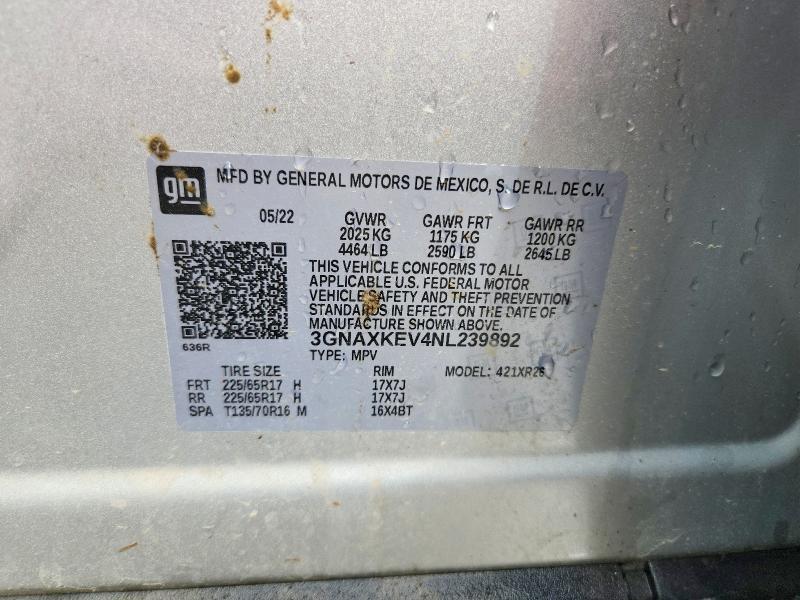 gm MFD BY GENERAL MOTORS DE MEXICO, S. DE R.L. DE C.V.
05/22 GVWR GAWR FRT GAWR RR
2025 KG 1175 KG 1200 KG
4464 LB 2590 LB 2645 LB
THIS VEHICLE CONFORMS TO ALL
APPLICABLE U.S. FEDERAL MOTOR
VEHICLE SAFETY AND THEFT PREVENTION
STANDARDS IN EFFECT ON THE DATE OF
MANUFACTURE SHOWN ABOVE.
636R 3GNAXKEV4NL239892
TYPE: MPV
TIRE SIZE RIM MODEL: 421XR26
FRT 225/65R17 H 17X7J
RR 225/65R17 H 17X7J
SPA T135/70R16 M 16X4BT